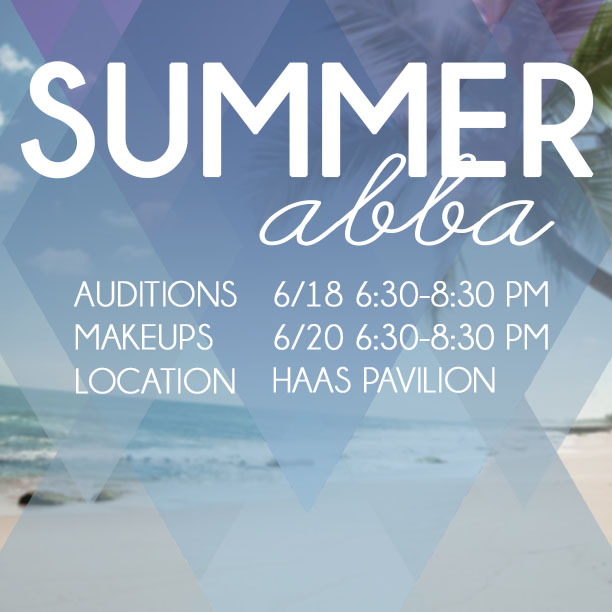 SUMMER
abba
AUDITIONS 6/18 6:30-8:30 PM
MAKEUPS 6/20 6:30-8:30 PM
LOCATION HAAS PAVILION